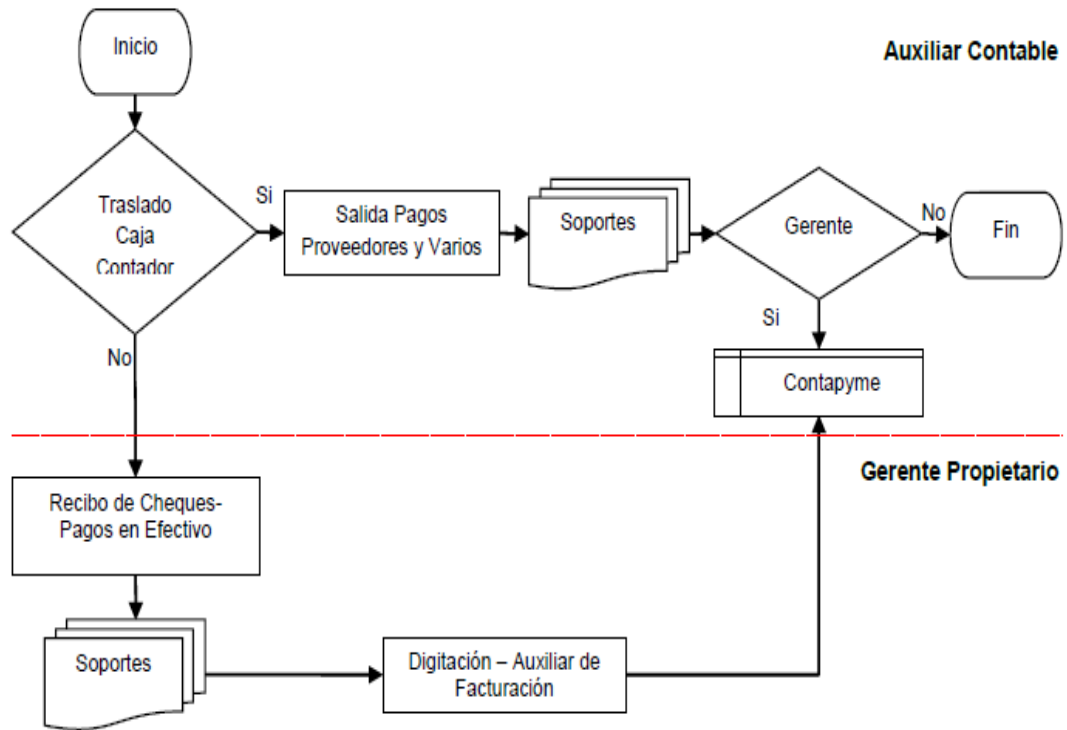 Inicio
Auxiliar Contable
Traslado
Caja
Contador
Si
Salida Pagos
Proveedores y Varios
Soportes
Gerente
No
Fin
Si
No
Contapyme
Gerente Propietario
Recibo de Cheques-
Pagos en Efectivo
Soportes
Digitación – Auxiliar de
Facturación